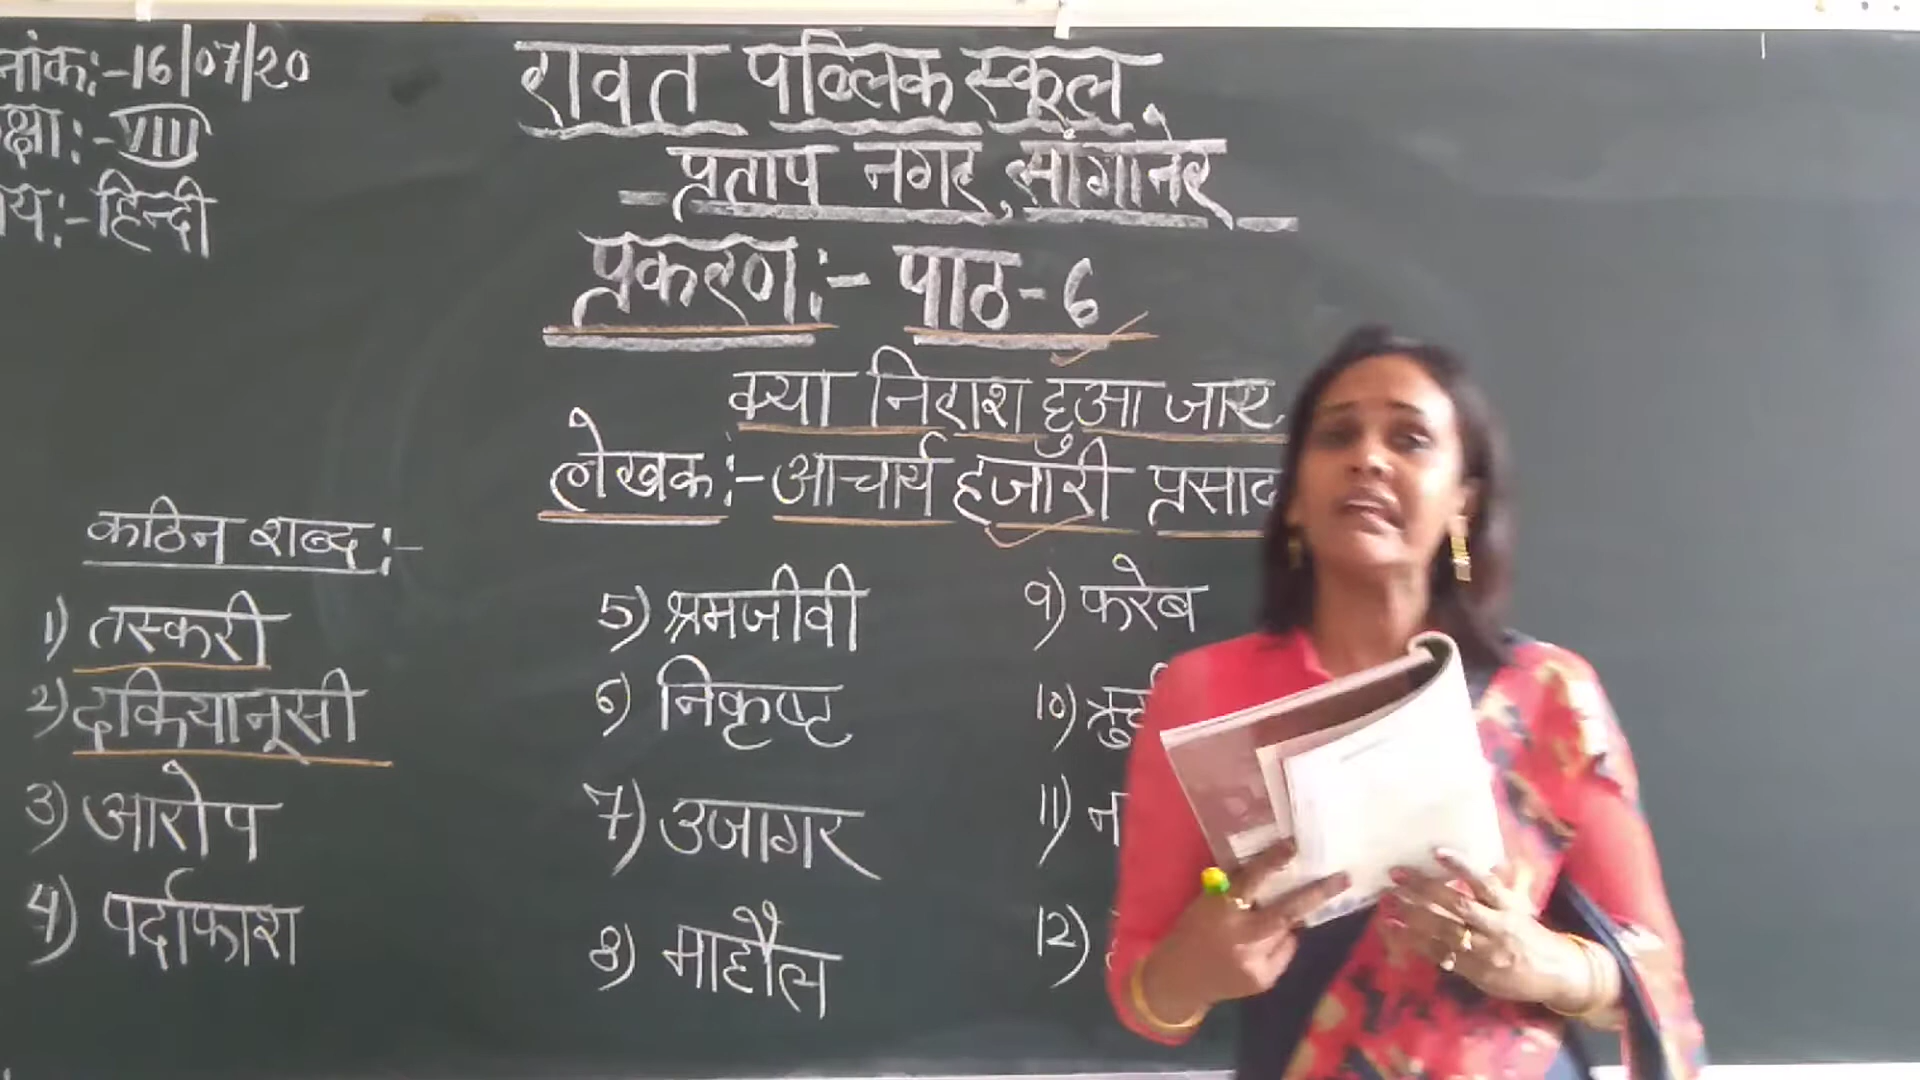 नांक:-16/07/20
क्षा:-VIII
य:-हिन्दी
रावत पब्लिक स्कूल
प्रताप नगर, सांगानेर
प्रकरण:- पाठ-6
क्या निराश हुआ जाए
लेखक:-आचार्य हजारी प्रसाद
कठिन शब्द:-
1) तस्करी
2) दकियानूसी
3) आरोप
4) पर्दाफाश
5) श्रमजीवी
6) निकृष्ट
7) उजागर
8) माहौल
9) फरेब
10)
11)
12)